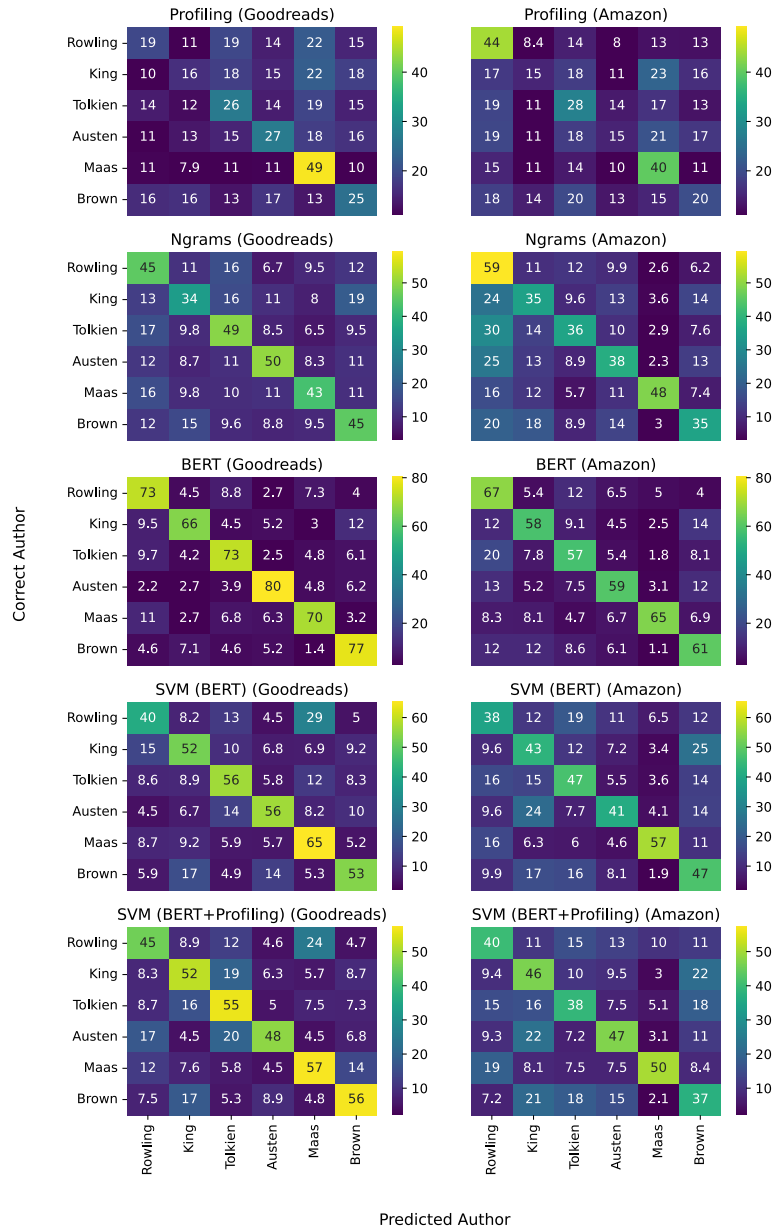 Profiling (Goodreads) Profiling (Amazon)
Rowling 19 11 19 14 22 15 44 8.4 14 8 13 13
40 40
King 10 16 18 15 22 18 17 15 18 11 23 16
30 30
Tolkien 14 12 26 14 19 15 19 11 28 14 17 13
Austen 11 13 15 27 18 16 19 11 18 15 21 17
20 20
Maas 11 7.9 11 11 49 10 15 11 14 10 40 11
Brown 16 16 13 17 13 25 18 14 20 13 15 20
Ngrams (Goodreads) Ngrams (Amazon)
Rowling 45 11 16 6.7 9.5 12 59 11 12 9.9 2.6 6.2
50 50
King 13 34 16 11 8 19 24 35 9.6 13 3.6 14
40 40
Tolkien 17 9.8 49 8.5 6.5 9.5 30 14 36 10 2.9 7.6
30 30
Austen 12 8.7 11 50 8.3 11 25 13 8.9 38 2.3 13
20 20
Maas 16 9.8 10 11 43 11 16 12 5.7 11 48 7.4
10 10
Brown 12 15 9.6 8.8 9.5 45 20 18 8.9 14 3 35
BERT (Goodreads) BERT (Amazon)
80 80
Rowling 73 4.5 8.8 2.7 7.3 4 67 5.4 12 6.5 5 4
King 9.5 66 4.5 5.2 3 12 12 58 9.1 4.5 2.5 14
60 60
Tolkien 9.7 4.2 73 2.5 4.8 6.1 20 7.8 57 5.4 1.8 8.1
40 40
Austen 2.2 2.7 3.9 80 4.8 6.2 13 5.2 7.5 59 3.1 12
Maas 11 2.7 6.8 6.3 70 3.2 8.3 8.1 4.7 6.7 65 6.9
20 20
Brown 4.6 7.1 4.6 5.2 1.4 77 12 12 8.6 6.1 1.1 61
Correct Author
SVM (BERT) (Goodreads) SVM (BERT) (Amazon)
Rowling 40 8.2 13 4.5 29 5 38 12 19 11 6.5 12
60 60
King 15 52 10 6.8 6.9 9.2 9.6 43 12 7.2 3.4 25
50 50
40 40
Tolkien 8.6 8.9 56 5.8 12 8.3 16 15 47 5.5 3.6 14
30 30
Austen 4.5 6.7 14 56 8.2 10 9.6 24 7.7 41 4.1 14
20 20
Maas 8.7 9.2 5.9 5.7 65 5.2 16 6.3 6 4.6 57 11
10 10
Brown 5.9 17 4.9 14 5.3 53 9.9 17 16 8.1 1.9 47
SVM (BERT+Profiling) (Goodreads) SVM (BERT+Profiling) (Amazon)
Rowling 45 8.9 12 4.6 24 4.7 40 11 15 13 10 11
50 50
King 8.3 52 19 6.3 5.7 8.7 9.4 46 10 9.5 3 22
40 40
Tolkien 8.7 16 55 5 7.5 7.3 15 16 38 7.5 5.1 18
30 30
Austen 17 4.5 20 48 4.5 6.8 9.3 22 7.2 47 3.1 11
20 20
Maas 12 7.6 5.8 4.5 57 14 19 8.1 7.5 7.5 50 8.4
10 10
Brown 7.5 17 5.3 8.9 4.8 56 7.2 21 18 15 2.1 37
Rowling King Tolkien Austen Maas Brown Rowling King Tolkien Austen Maas Brown
Predicted Author